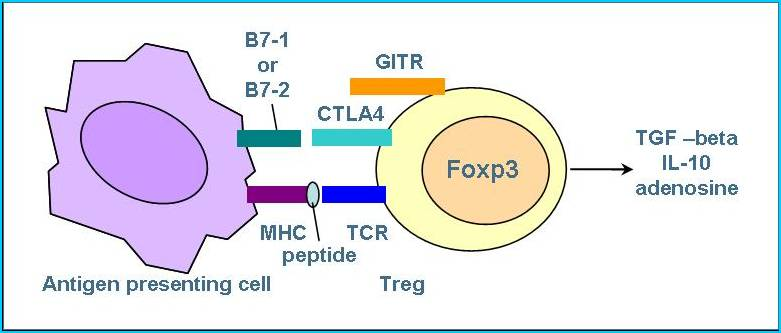 B7-1
or
B7-2
GITR
CTLA4
Foxp3
TGF –beta
IL-10
adenosine
MHC
TCR
peptide
Antigen presenting cell
Treg